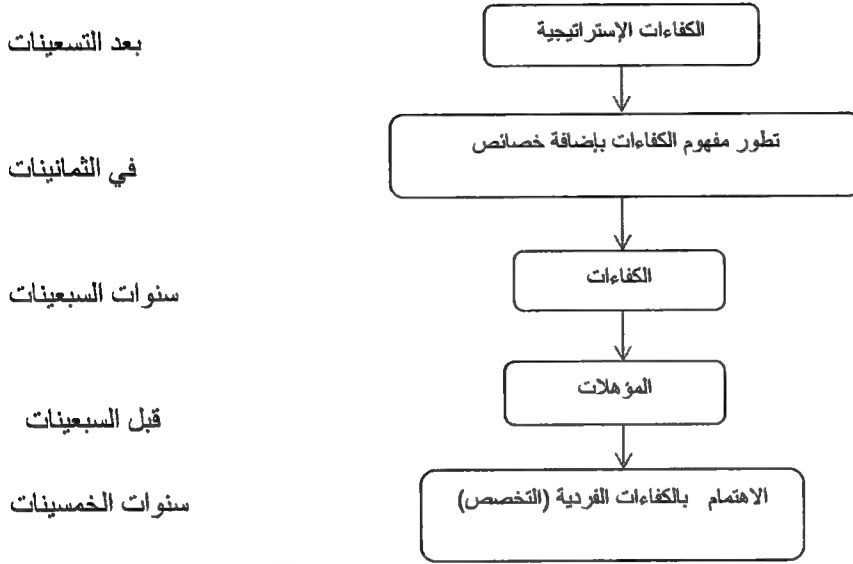 الكفاءات الإستراتيجية
بعد التسعينات
تطور مفهوم الكفاءات بإضافة خصائص
في الثمانينات
الكفاءات
سنوات السبعينات
المؤهلات
قبل السبعينات
الاهتمام بالكفاءات الفردية (التخصص)
سنوات الخمسينات